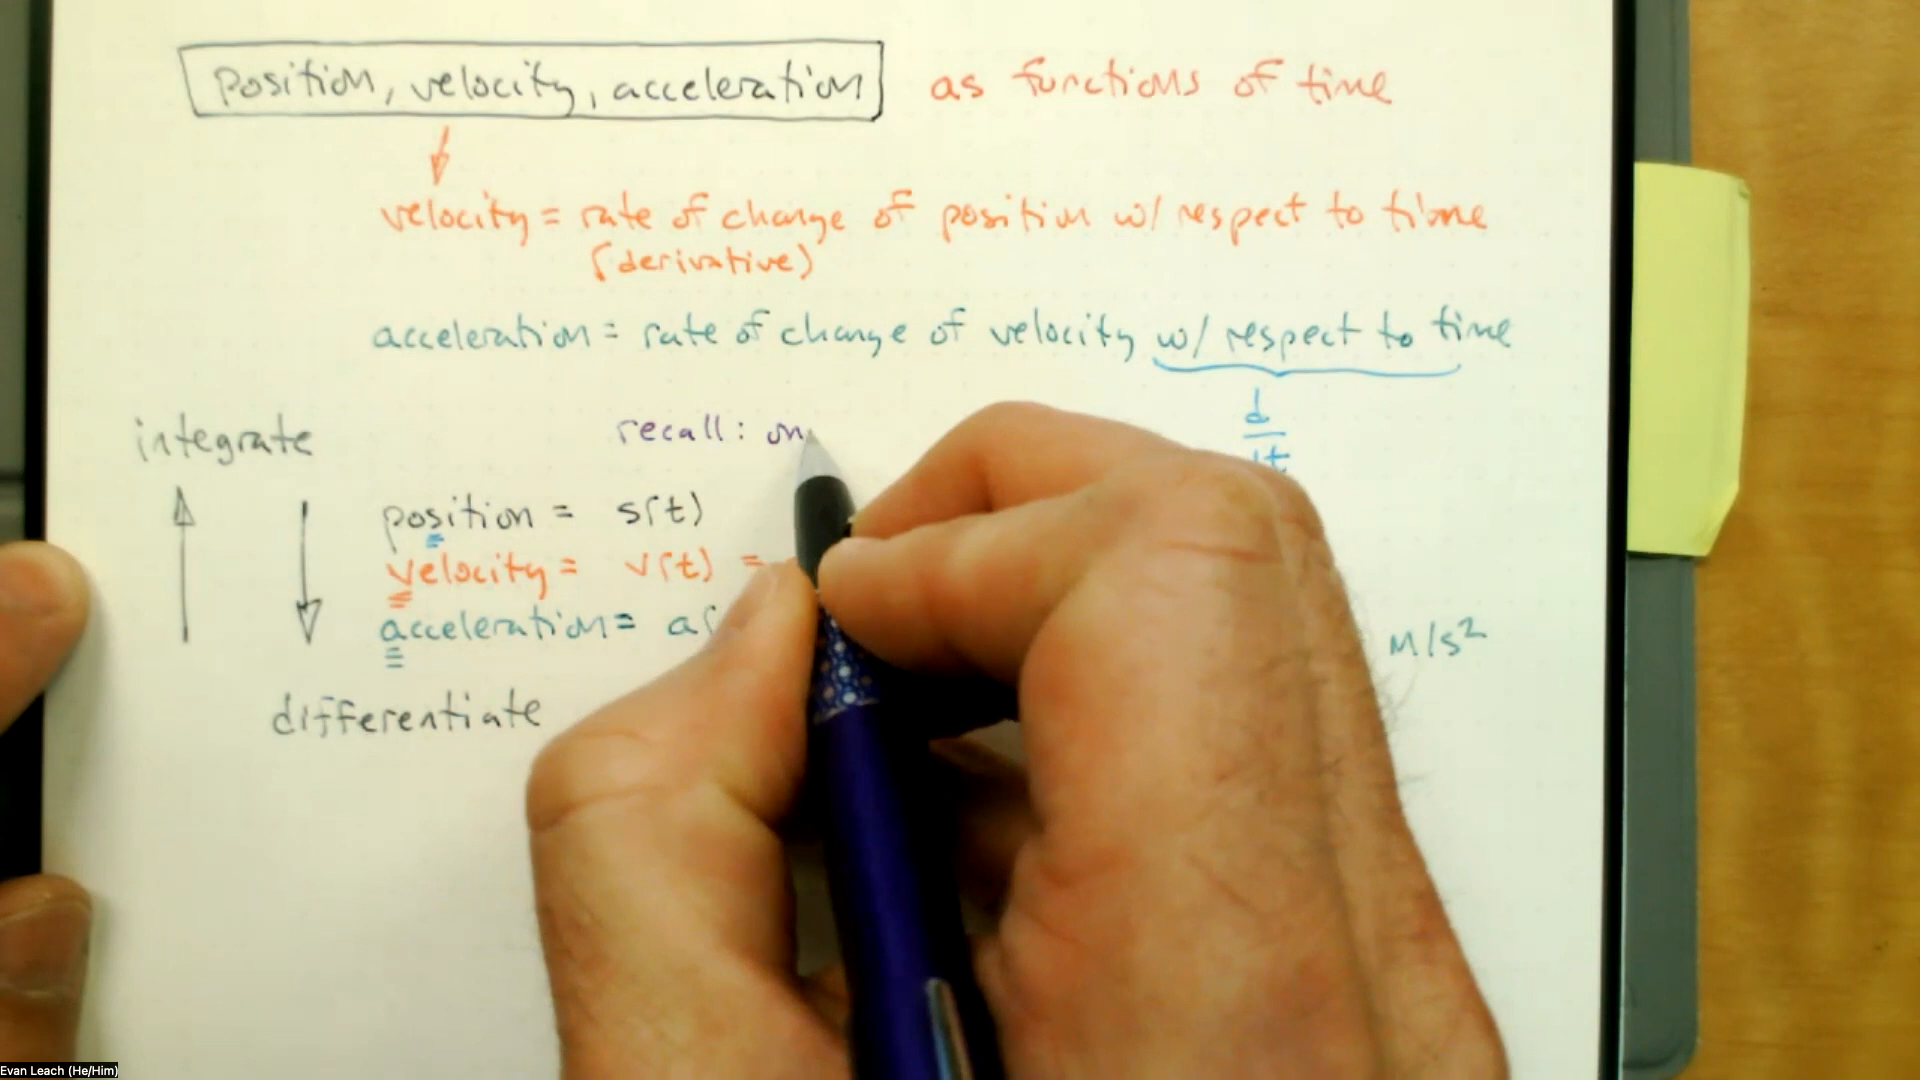 position, velocity, acceleration as functions of time
velocity = rate of change of position w/ respect to time
(derivative)
acceleration = rate of change of velocity w/ respect to time
d
integrate
recall: on
position = s(t)
velocity = v(t) =
acceleration = a(
m/s²
differentiate
Evan Leach (He/Him)